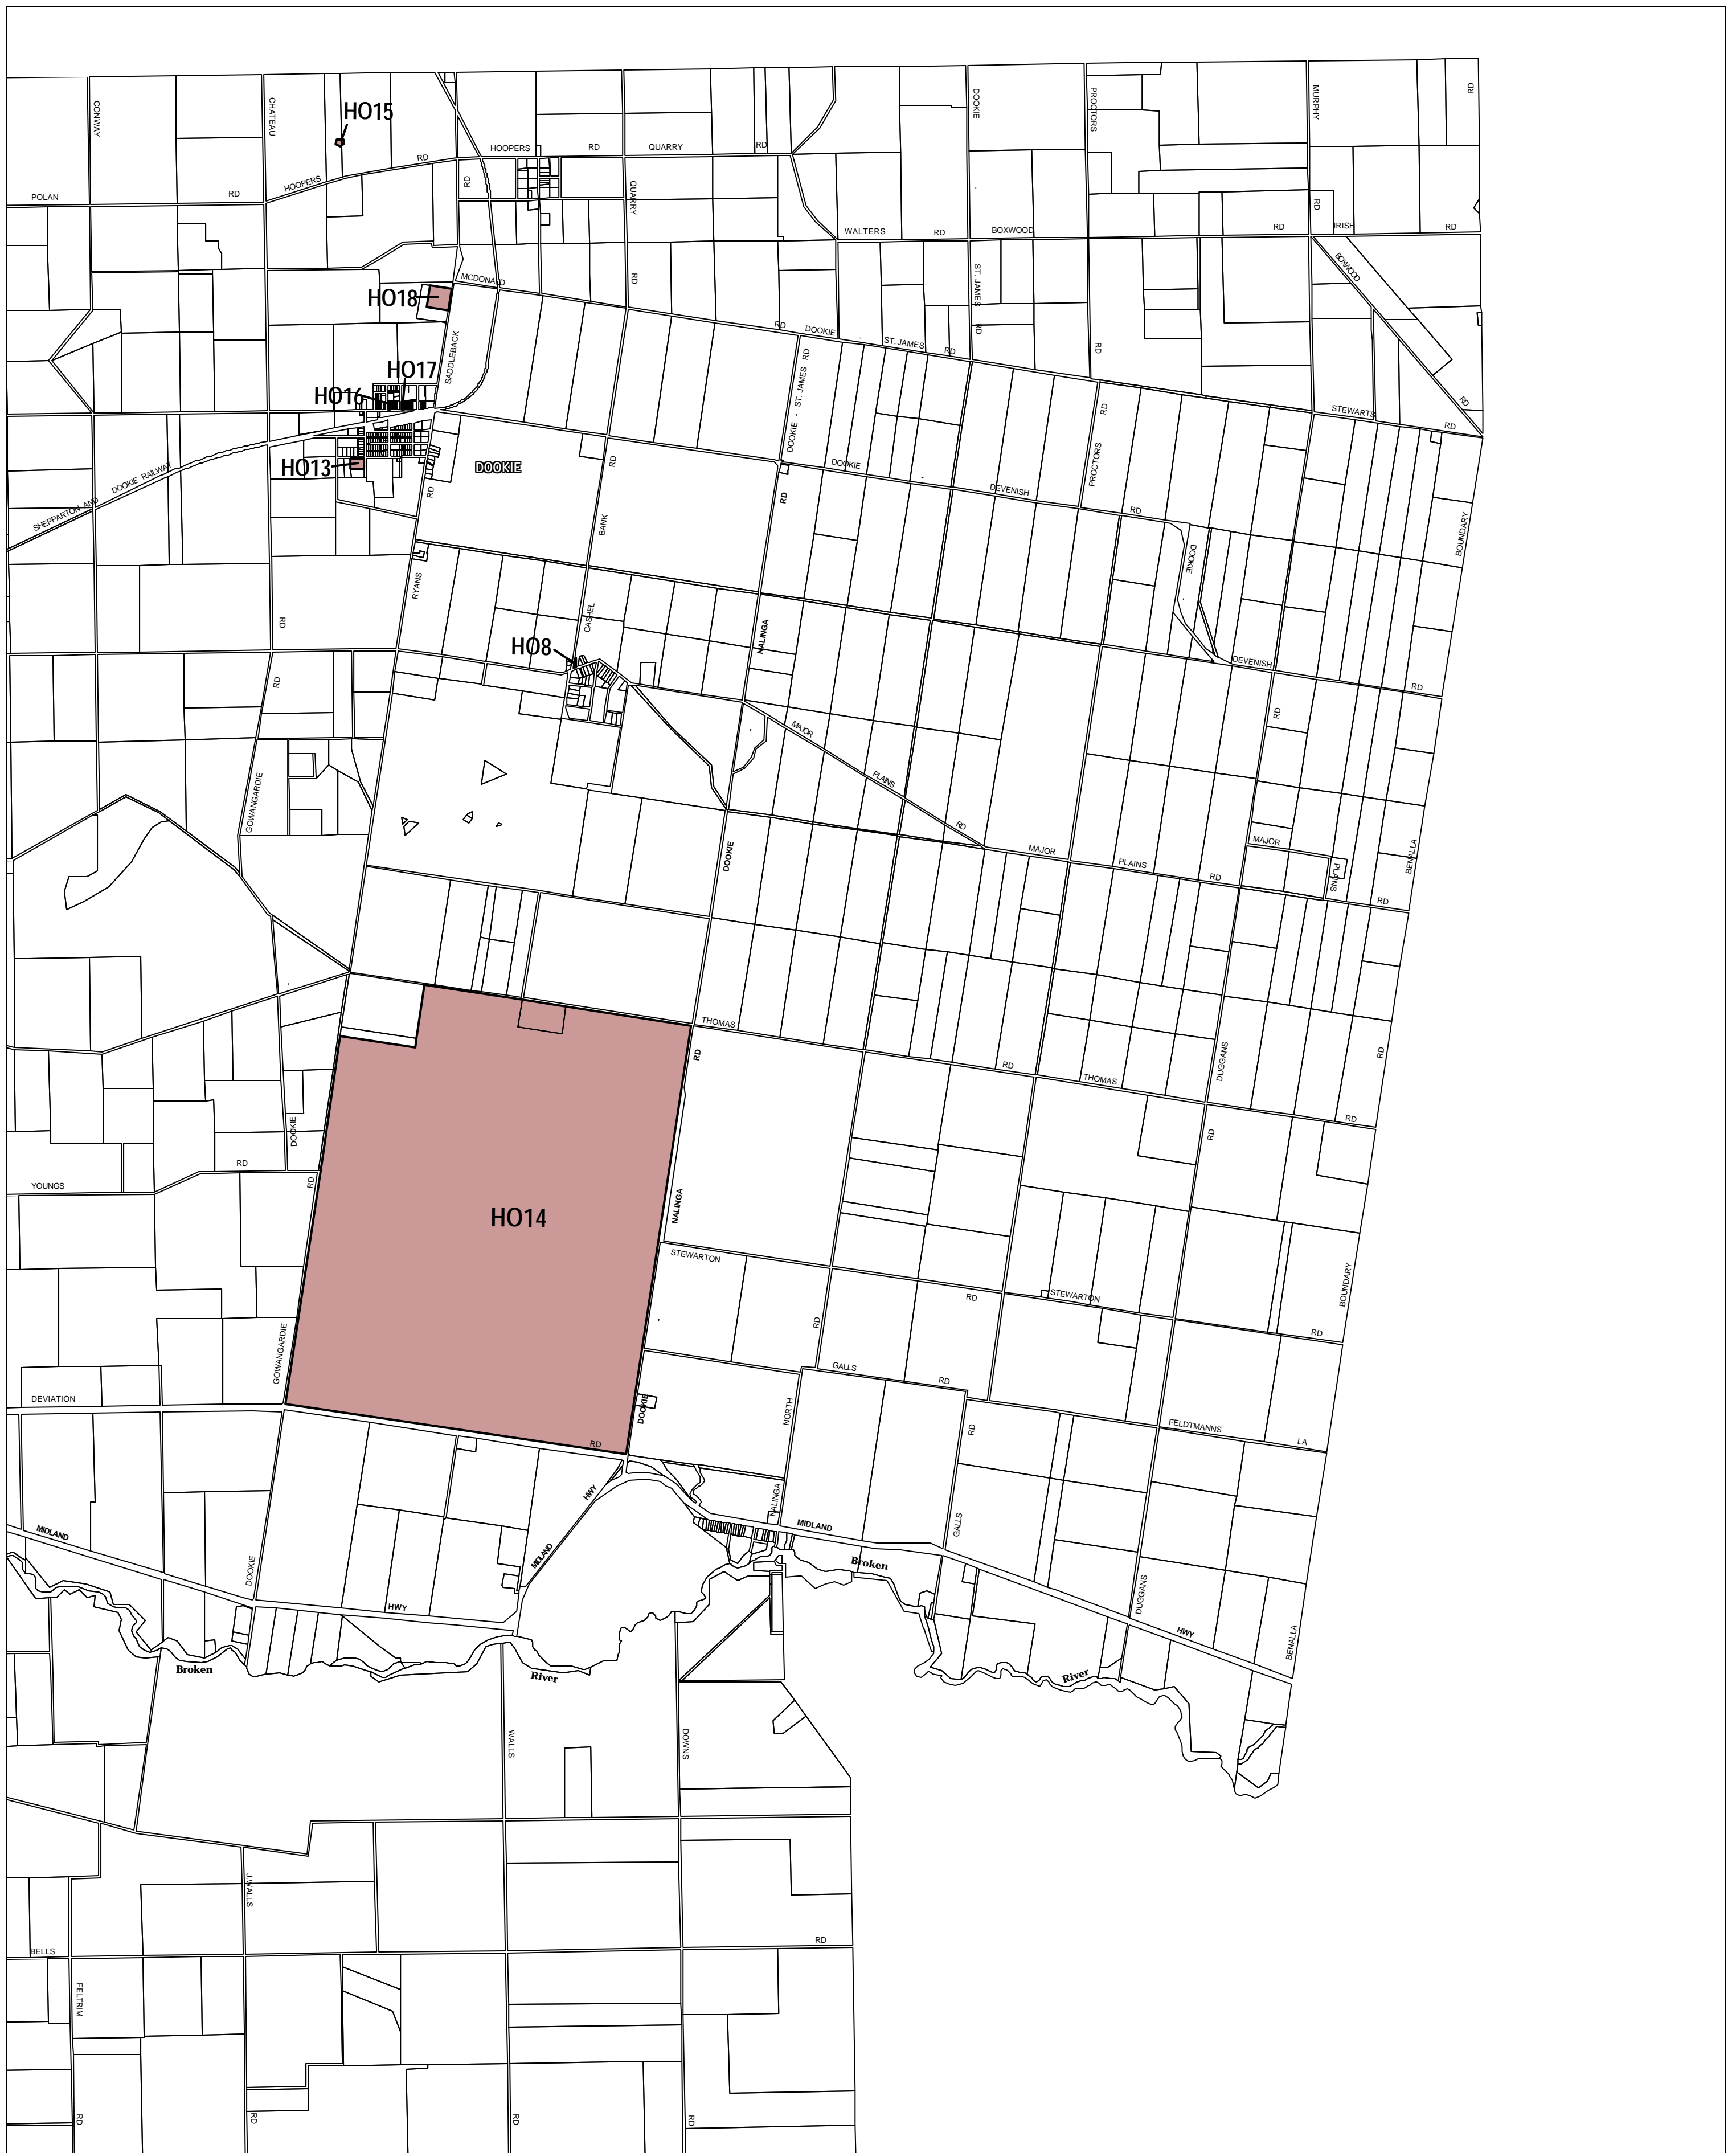 CONWAY
CHATEAU
HO15
DOOKIE
PROCTORS
MURPHY
RD
HOOPERS
RD
QUARRY
RD
RD
HOOPERS
RD
QUARRY
POLAN
RD
RD
WALTERS
RD
BOXWOOD
RD
IRISH
RD
BOXWOOD
HO18
MCDONALD
RD
ST. JAMES
RD
RD
DOOKIE
-
ST. JAMES
RD
RD
SADDLEBACK
HO17
HO16
DOOKIE - ST. JAMES RD
RD
STEWARTS
RD
RD
HO13
DOOKIE
RD
DOOKIE
-
DEVENISH
RD
PROCTORS
SHEPPARTON AND DOOKIE RAILWAY
RD
RD
BANK
BOUNDARY
DOOKIE
-
RYANS
RD
CASHEL
NALINGA
HO8
DEVENISH
RD
RD
RD
MAJOR
PLAINS
RD
GOWANGARDIE
MAJOR
PLAINS
RD
MAJOR
PLAINS
RD
BENALLA
DOOKIE
-
THOMAS
RD
RD
THOMAS
RD
DUGGANS
RD
DOOKIE
RD
YOUNGS
RD
RD
HO14
NALINGA
STEWARTON
RD
STEWARTON
RD
BOUNDARY
RD
GOWANGARDIE
GALLS
RD
DEVIATION
RD
DOOKIE
NORTH
RD
FELDTMANNS
LA
HWY
NALINGA
MIDLAND
MIDLAND
MIDLAND
DOOKIE
GALLS
Broken
DUGGANS
HWY
HWY
BENALLA
Broken
River
River
WALLS
DOWNS
J.WALLS
BELLS
RD
FELTRIM
RD
RD
RD
RD